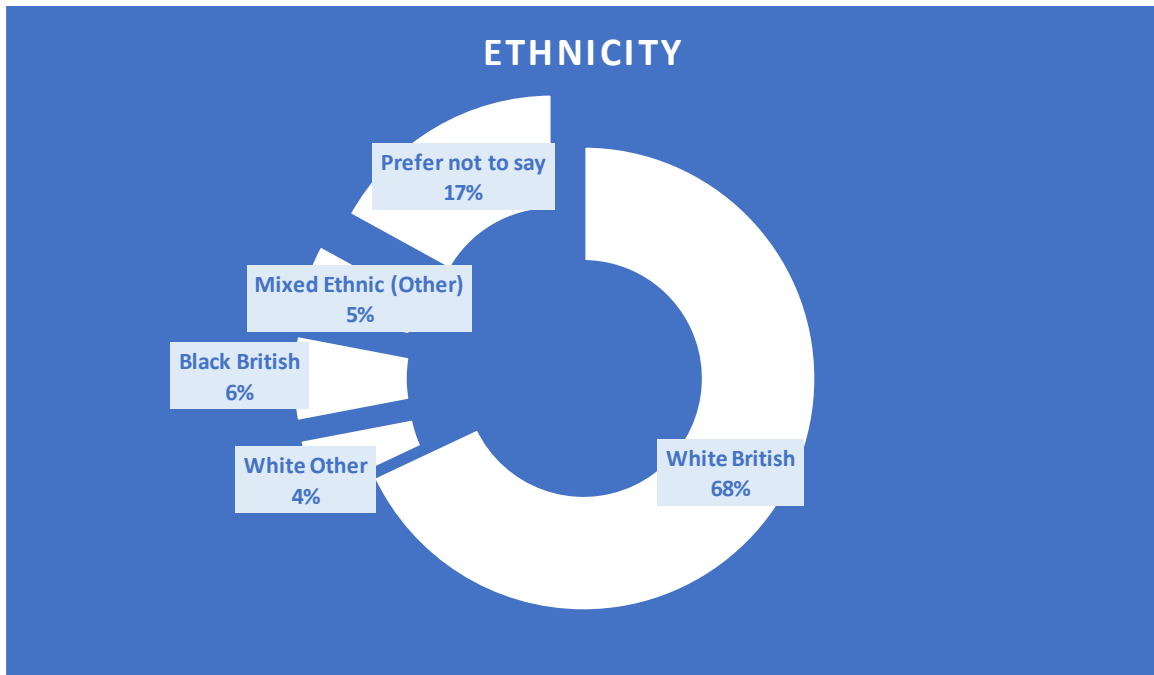 ETHNICITY
Prefer not to say
17%
Mixed Ethnic (Other)
5%
Black British
6%
White Other
4%
White British
68%